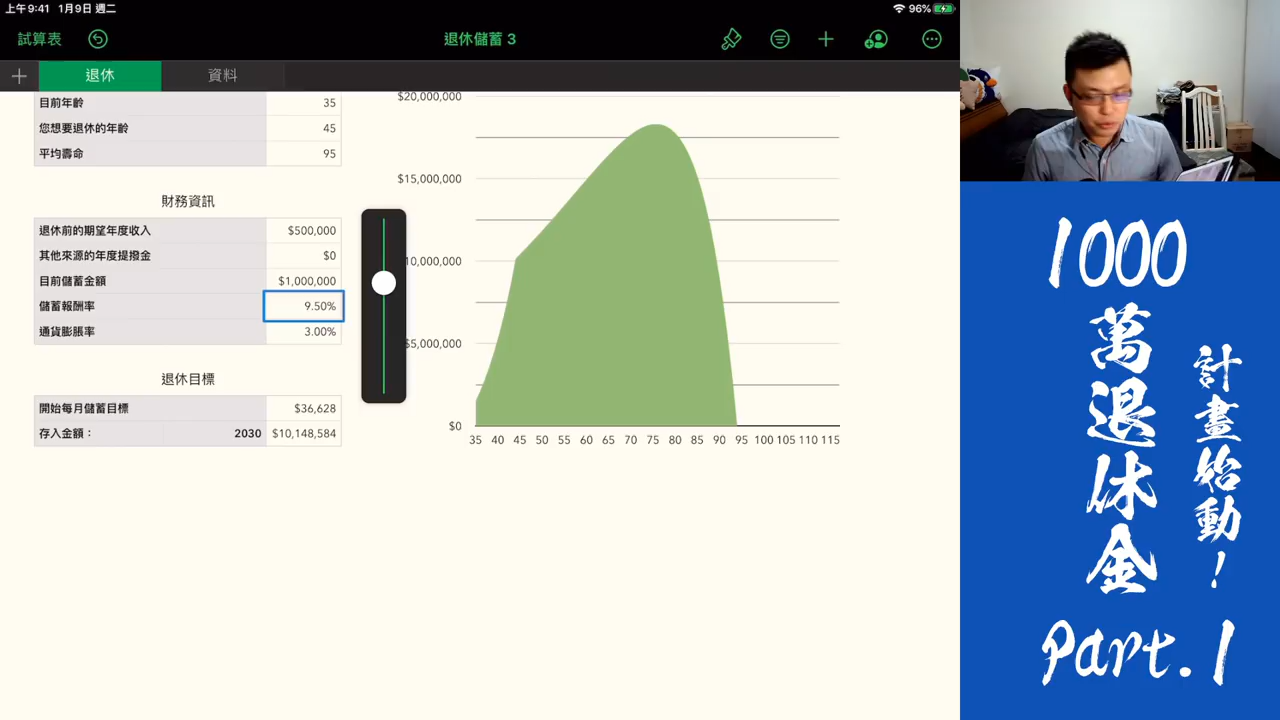 上午9:41 1月9日 週二
96%
試算表
退休儲蓄 3
退休
資料
目前年齡 35
您想要退休的年齡 45
平均壽命 95
財務資訊
退休前的期望年度收入 $500,000
其他來源的年度提撥金 $0
目前儲蓄金額 $1,000,000
儲蓄報酬率 9.50%
通貨膨脹率 3.00%
退休目標
開始每月儲蓄目標 $36,628
存入金額： 2030 $10,148,584
$20,000,000
$15,000,000
10,000,000
$5,000,000
$0
35 40 45 50 55 60 65 70 75 80 85 90 95 100 105 110 115
1000
萬退休金
計畫始動！
Part.1